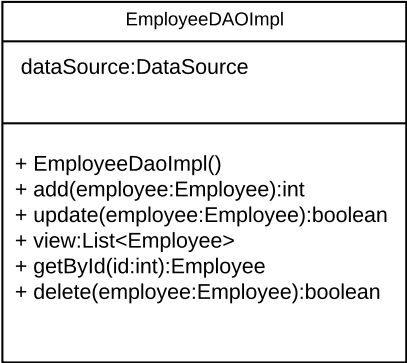 EmployeeDAOImpl
dataSource:DataSource
+ EmployeeDaoImpl()
+ add(employee:Employee):int
+ update(employee:Employee):boolean
+ view:List<Employee>
+ getById(id:int):Employee
+ delete(employee:Employee):boolean